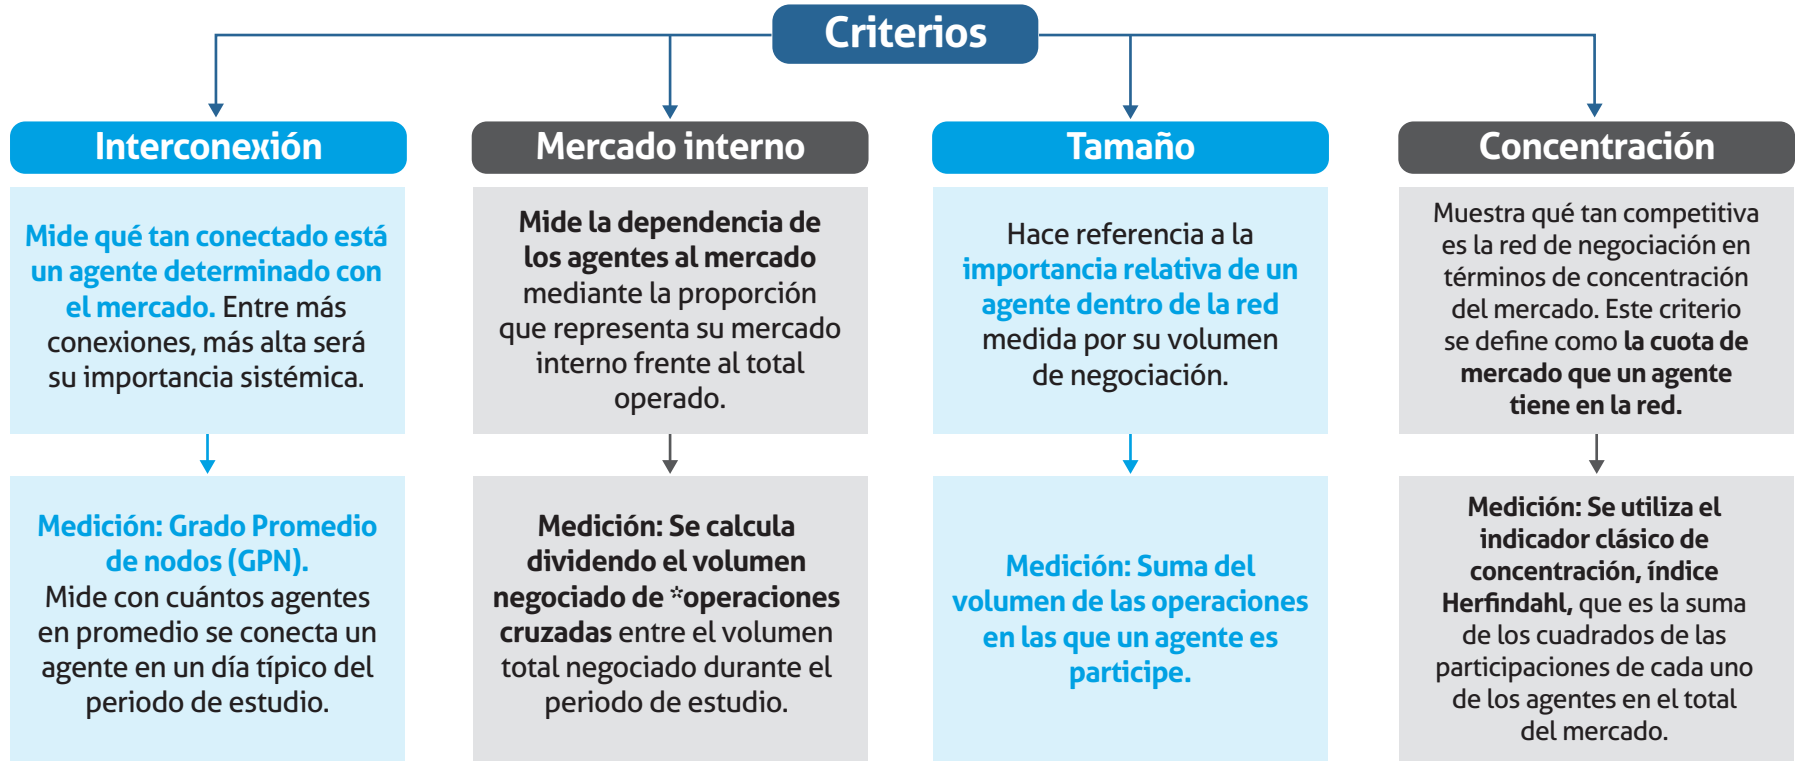 Criterios
Interconexión
Mide qué tan conectado está
un agente determinado con
el mercado. Entre más
conexiones, más alta será
su importancia sistémica.
Medición: Grado Promedio
de nodos (GPN).
Mide con cuántos agentes
en promedio se conecta un
agente en un día típico del
periodo de estudio.
Mercado interno
Mide la dependencia de
los agentes al mercado
mediante la proporción
que representa su mercado
interno frente al total
operado.
Medición: Se calcula
dividendo el volumen
negociado de *operaciones
cruzadas entre el volumen
total negociado durante el
periodo de estudio.
Tamaño
Hace referencia a la
importancia relativa de un
agente dentro de la red
medida por su volumen
de negociación.
Medición: Suma del
volumen de las operaciones
en las que un agente es
participe.
Concentración
Muestra qué tan competitiva
es la red de negociación en
términos de concentración
del mercado. Este criterio
se define como la cuota de
mercado que un agente
tiene en la red.
Medición: Se utiliza el
indicador clásico de
concentración, índice
Herfindahl, que es la suma
de los cuadrados de las
participaciones de cada uno
de los agentes en el total
del mercado.